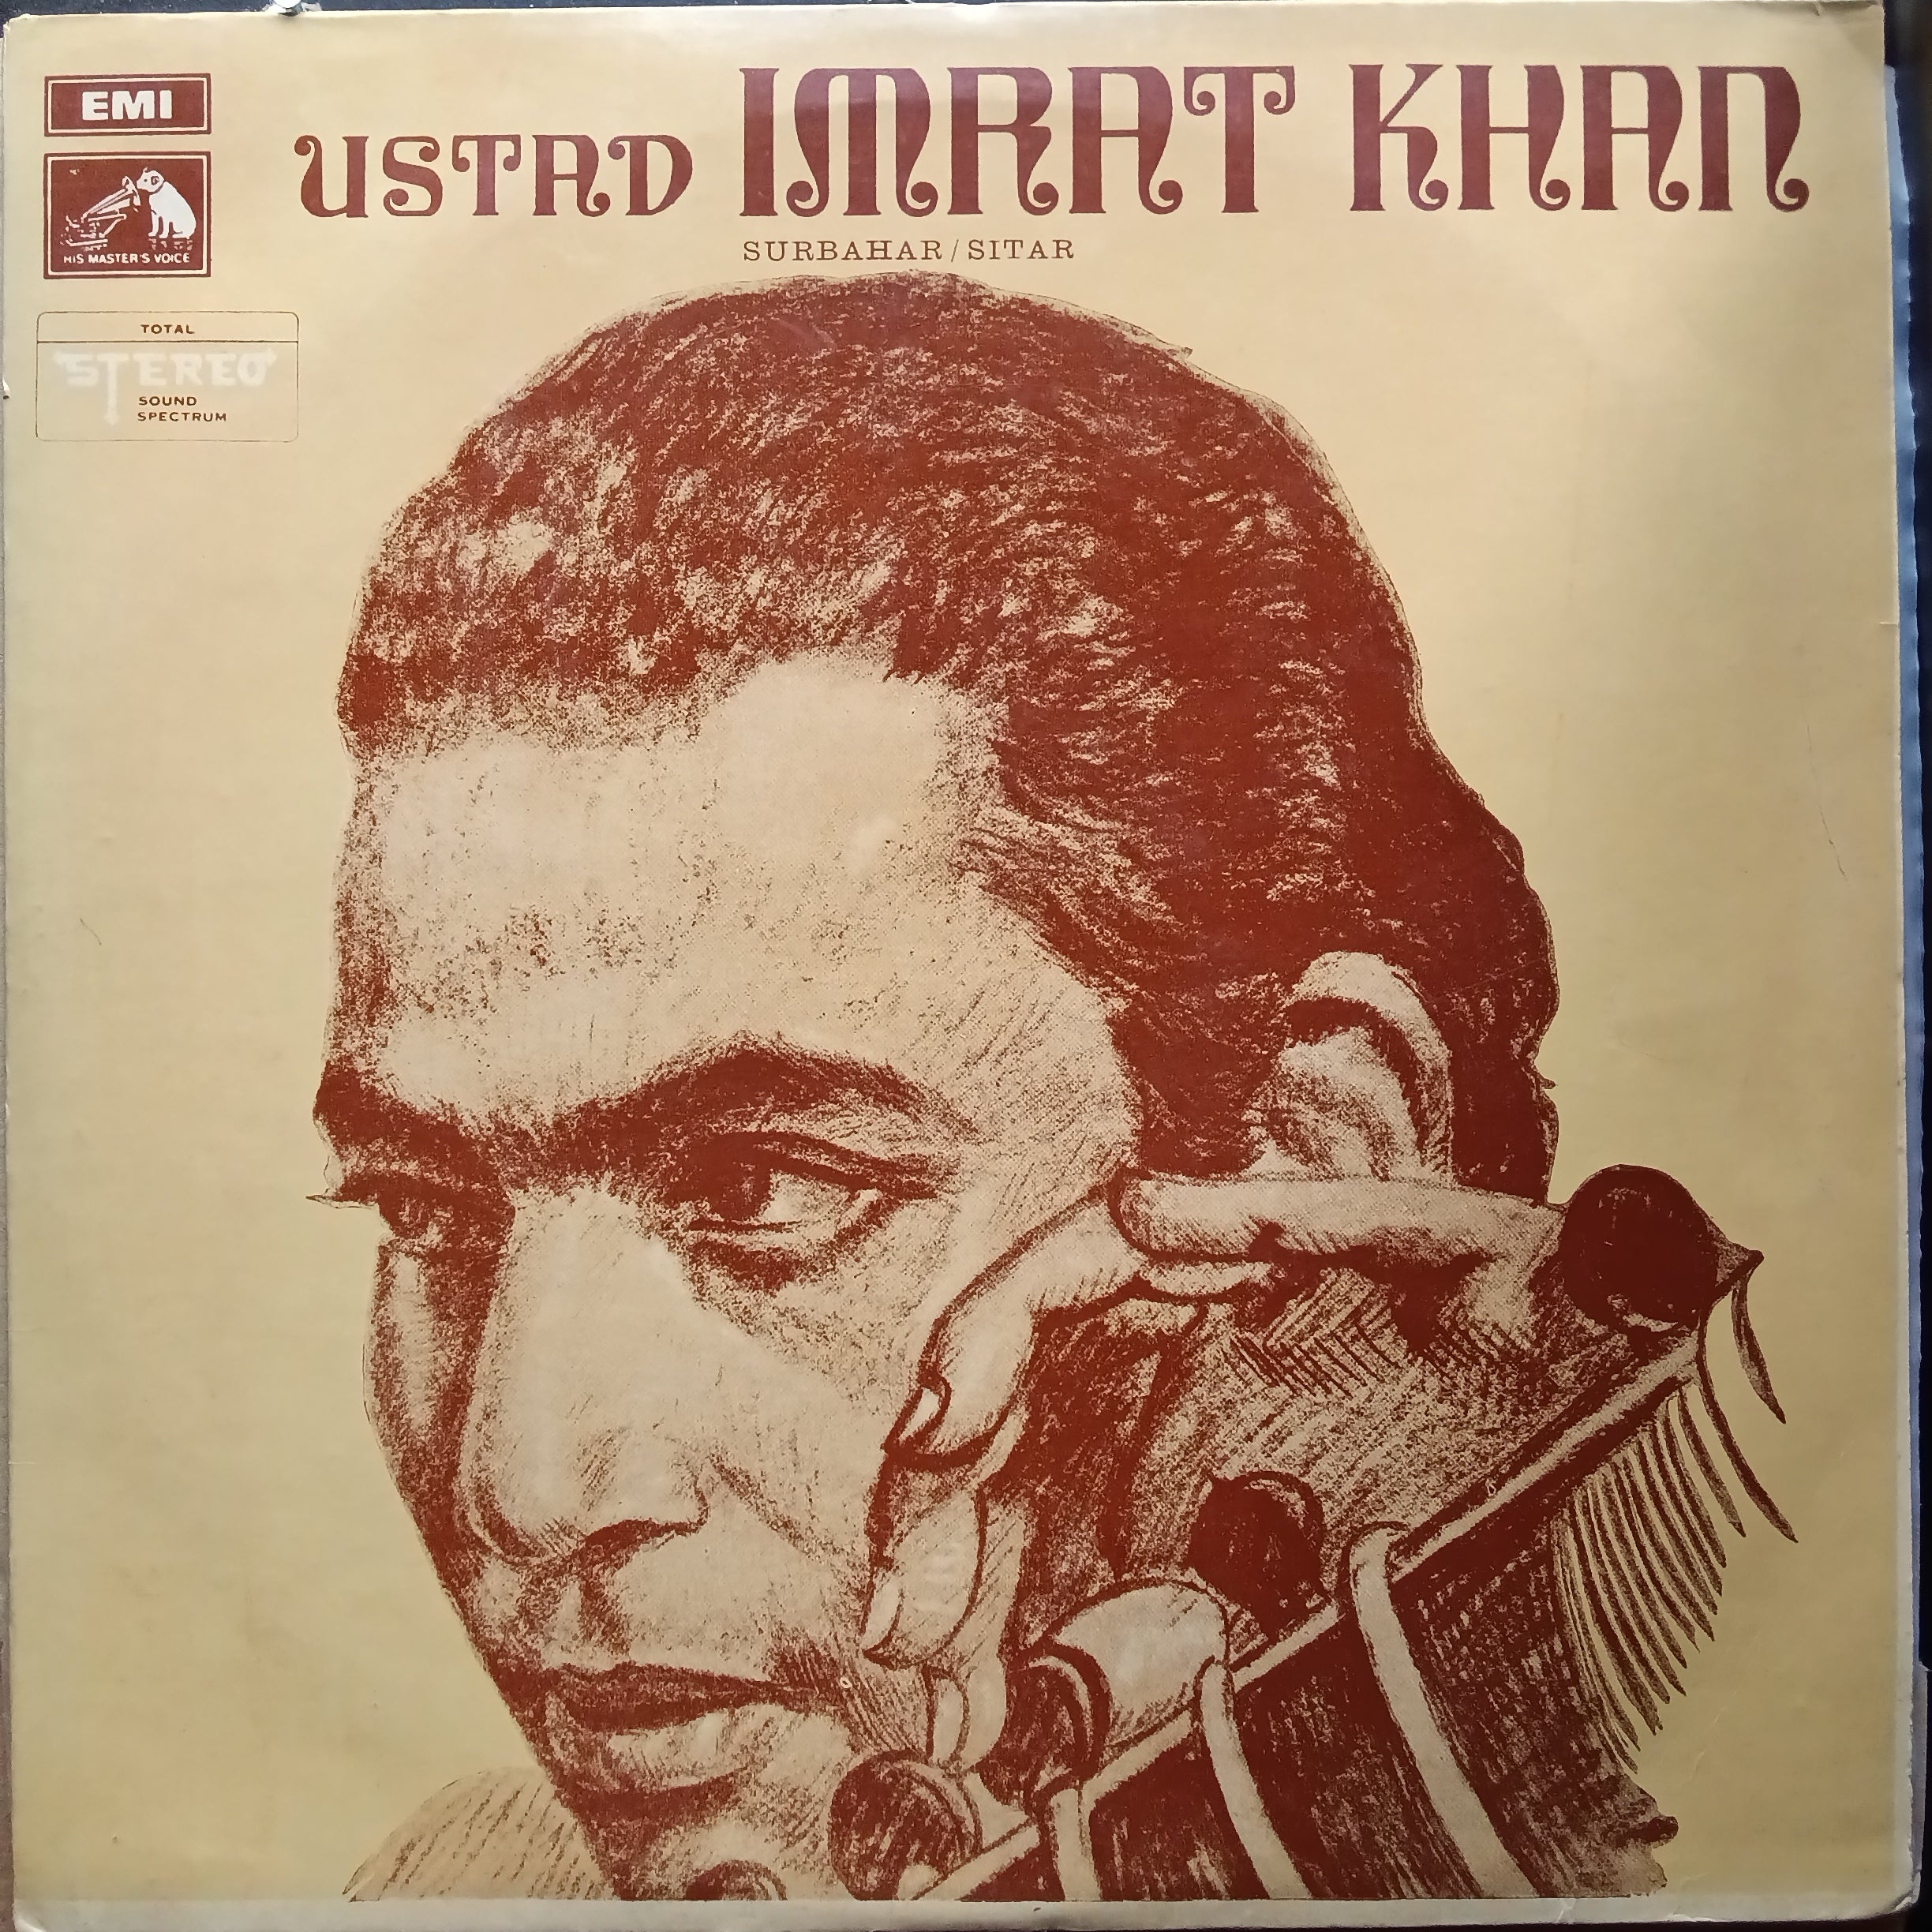 EMI
USTAD IMRAT KHAN
HIS MASTER'S VOICE
SURBAHAR/SITAR
TOTAL
STEREO
SOUND
SPECTRUM